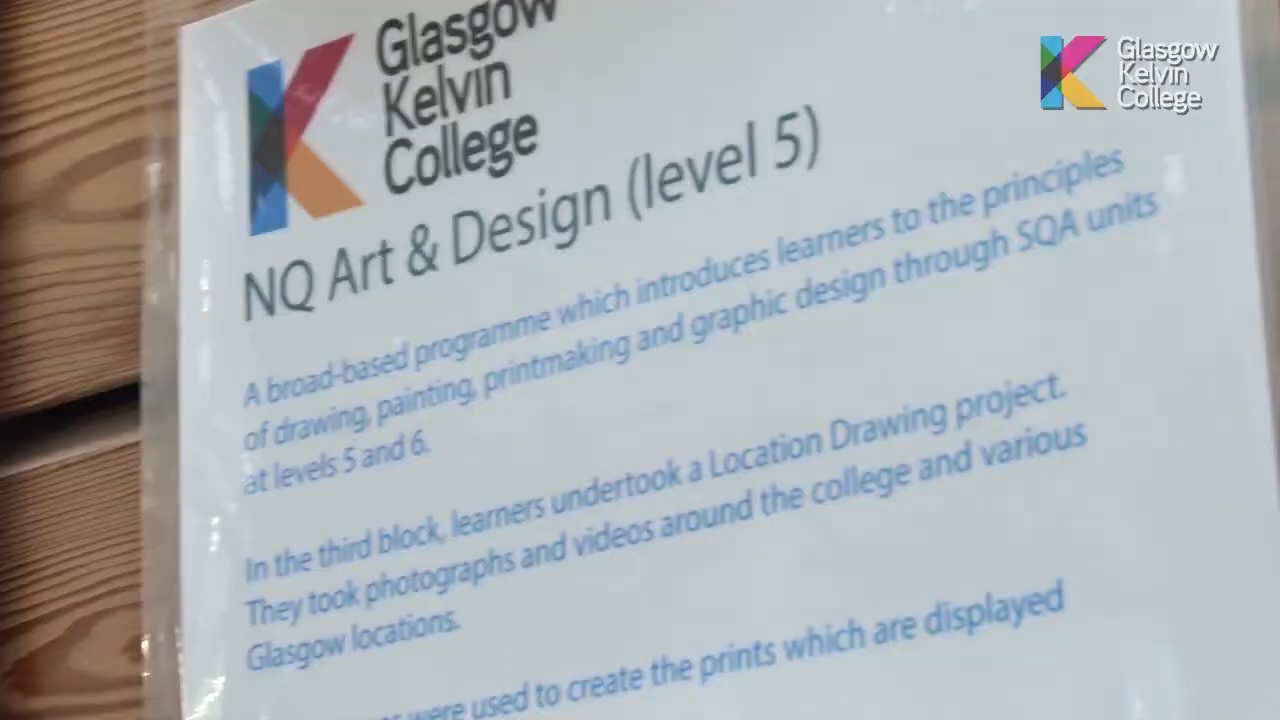 Glasgow
Kelvin
College
NQ Art & Design (level 5)
A broad-based programme which introduces learners to the principles
of drawing, painting, printmaking and graphic design through SQA units
at levels 5 and 6.
In the third block, learners undertook a Location Drawing project.
They took photographs and videos around the college and various
Glasgow locations.
were used to create the prints which are displayed
Glasgow
Kelvin
College